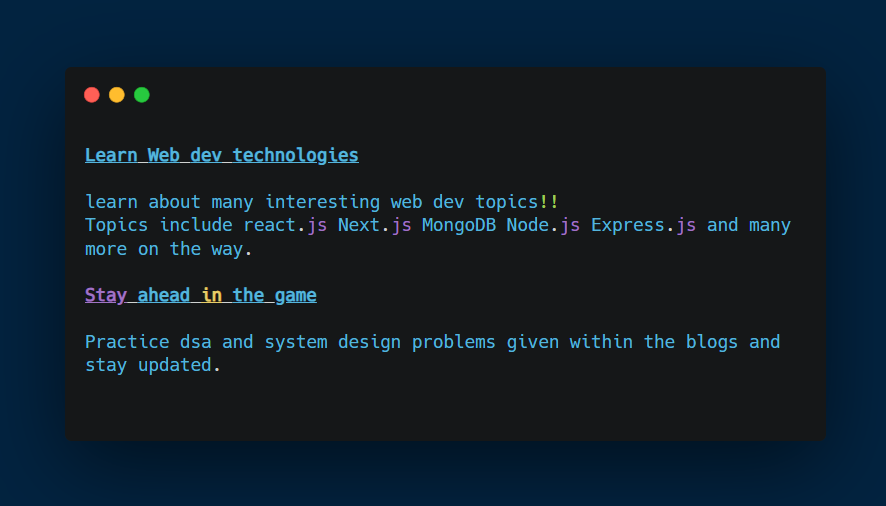 Learn Web dev technologies
learn about many interesting web dev topics!!
Topics include react.js Next.js MongoDB Node.js Express.js and many
more on the way.
Stay ahead in the game
Practice dsa and system design problems given within the blogs and
stay updated.